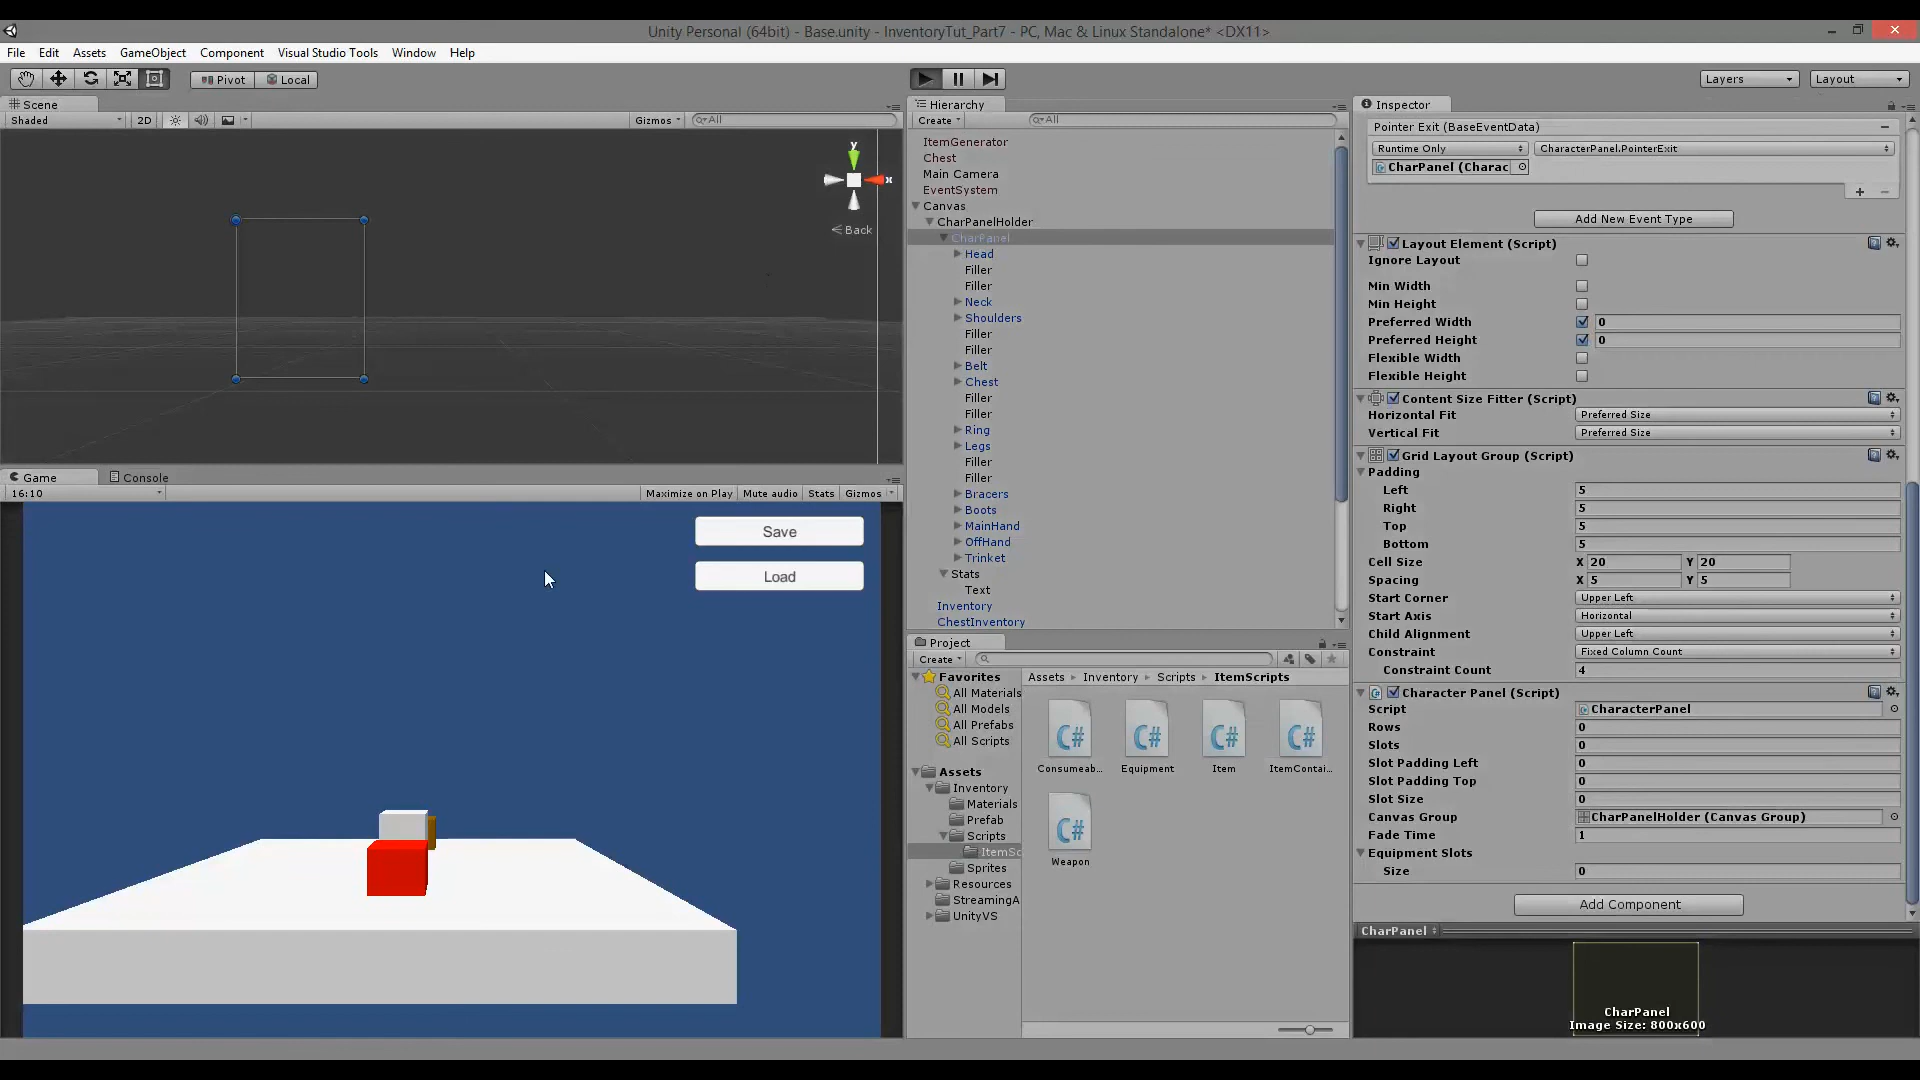 Unity Personal (64bit) - Base.unity - InventoryTut_Part7 - PC, Mac & Linux Standalone* <DX11>
File Edit Assets GameObject Component Visual Studio Tools Window Help
Pivot Local
Layers Layout
Scene
Shaded 2D Gizmos All
y
x
Back
Game Console
16:10 Maximize on Play Mute audio Stats Gizmos
Save
Load
Hierarchy
Create All
ItemGenerator
Chest
Main Camera
EventSystem
Canvas
CharPanelHolder
CharPanel
Head
Filler
Filler
Neck
Shoulders
Filler
Filler
Belt
Chest
Filler
Filler
Ring
Legs
Filler
Filler
Bracers
Boots
MainHand
OffHand
Trinket
Stats
Text
Inventory
ChestInventory
Project
Create
Favorites
All Materials
All Models
All Prefabs
All Scripts
Assets
Inventory
Materials
Prefab
Scripts
ItemSc
Sprites
Resources
StreamingA
UnityVS
Assets Inventory Scripts ItemScripts
C# C# C# C#
Consumeab... Equipment Item ItemContai...
C#
Weapon
Inspector
Pointer Exit (BaseEventData)
Runtime Only CharacterPanel.PointerExit
CharPanel (Charac
Add New Event Type
Layout Element (Script)
Ignore Layout
Min Width
Min Height
Preferred Width 0
Preferred Height 0
Flexible Width
Flexible Height
Content Size Fitter (Script)
Horizontal Fit Preferred Size
Vertical Fit Preferred Size
Grid Layout Group (Script)
Padding
Left 5
Right 5
Top 5
Bottom 5
Cell Size X 20 Y 20
Spacing X 5 Y 5
Start Corner Upper Left
Start Axis Horizontal
Child Alignment Upper Left
Constraint Fixed Column Count
Constraint Count 4
Character Panel (Script)
Script CharacterPanel
Rows 0
Slots 0
Slot Padding Left 0
Slot Padding Top 0
Slot Size 0
Canvas Group CharPanelHolder (Canvas Group)
Fade Time 1
Equipment Slots
Size 0
Add Component
CharPanel
CharPanel
Image Size: 800x600